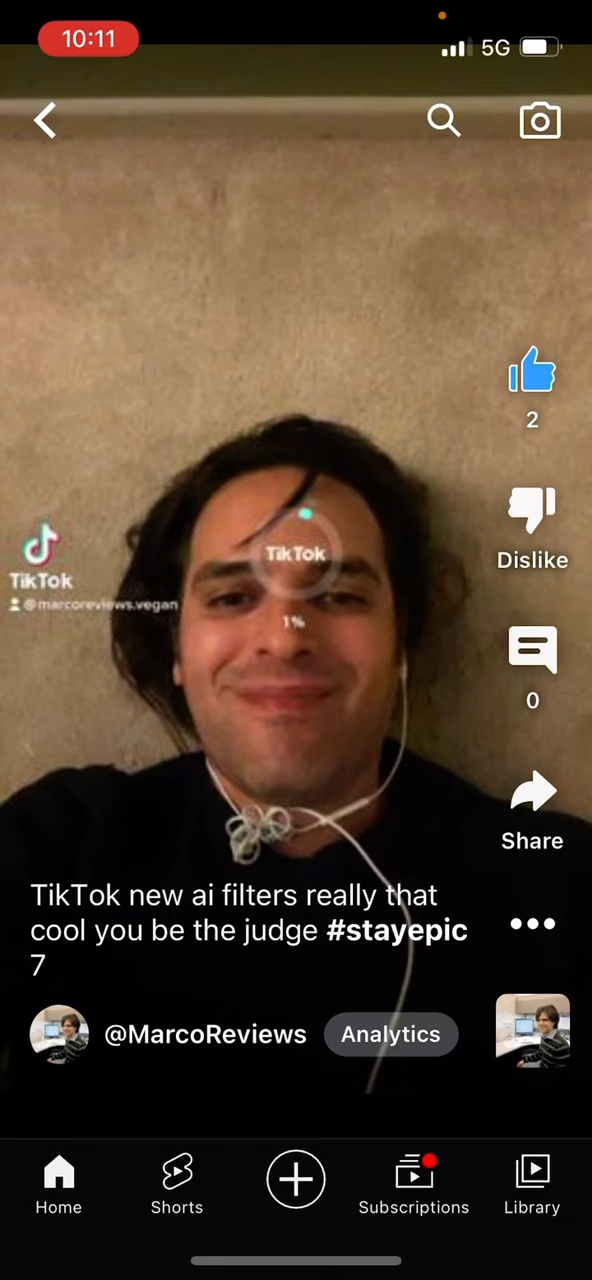 10:11
5G
TikTok
1%
TikTok
@marcoreviews.vegan
2
Dislike
0
Share
TikTok new ai filters really that
cool you be the judge #stayepic
7
@MarcoReviews
Analytics
Home
Shorts
Subscriptions
Library